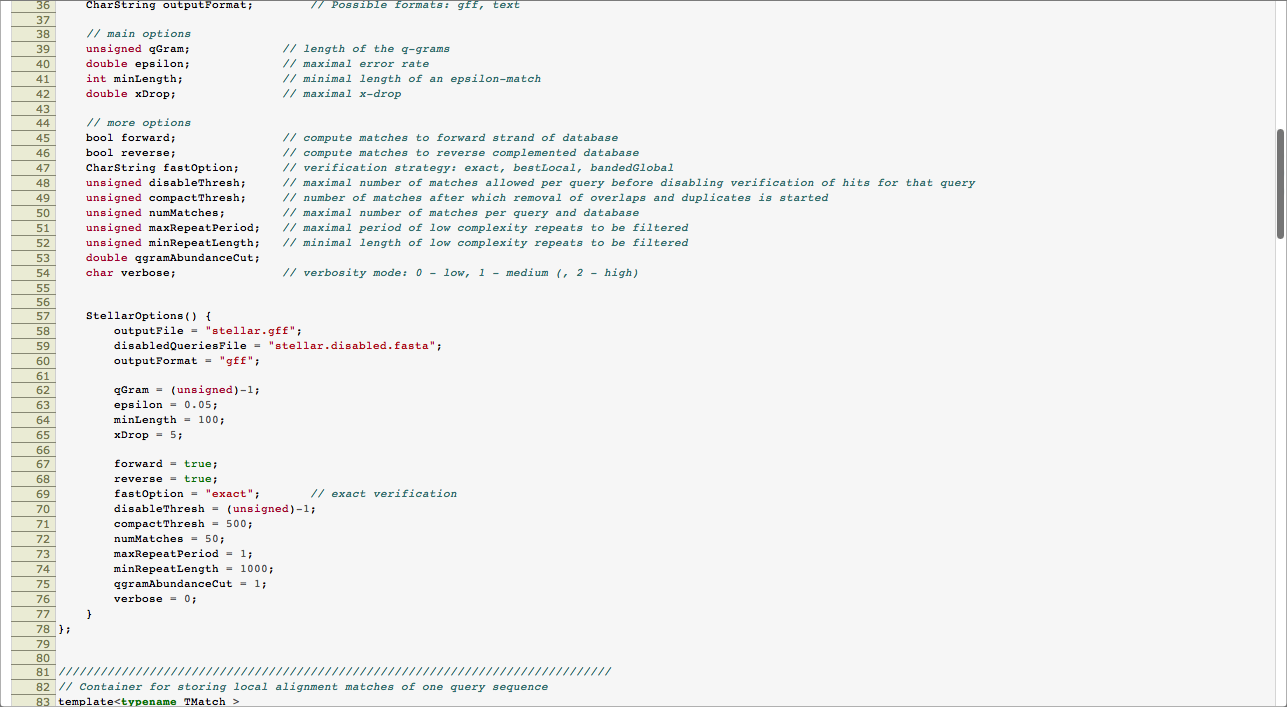 36 CharString outputFormat; // Possible formats: gff, text
37
38 // main options
39 unsigned qGram; // length of the q-grams
40 double epsilon; // maximal error rate
41 int minLength; // minimal length of an epsilon-match
42 double xDrop; // maximal x-drop
43
44 // more options
45 bool forward; // compute matches to forward strand of database
46 bool reverse; // compute matches to reverse complemented database
47 CharString fastOption; // verification strategy: exact, bestLocal, bandedGlobal
48 unsigned disableThresh; // maximal number of matches allowed per query before disabling verification of hits for that query
49 unsigned compactThresh; // number of matches after which removal of overlaps and duplicates is started
50 unsigned numMatches; // maximal number of matches per query and database
51 unsigned maxRepeatPeriod; // maximal period of low complexity repeats to be filtered
52 unsigned minRepeatLength; // minimal length of low complexity repeats to be filtered
53 double qgramAbundanceCut;
54 char verbose; // verbosity mode: 0 - low, 1 - medium (, 2 - high)
55
56
57 StellarOptions() {
58 outputFile = "stellar.gff";
59 disabledQueriesFile = "stellar.disabled.fasta";
60 outputFormat = "gff";
61
62 qGram = (unsigned)-1;
63 epsilon = 0.05;
64 minLength = 100;
65 xDrop = 5;
66
67 forward = true;
68 reverse = true;
69 fastOption = "exact"; // exact verification
70 disableThresh = (unsigned)-1;
71 compactThresh = 500;
72 numMatches = 50;
73 maxRepeatPeriod = 1;
74 minRepeatLength = 1000;
75 qgramAbundanceCut = 1;
76 verbose = 0;
77 }
78 };
79
80
81 ///////////////////////////////////////////////////////////////////////////////
82 // Container for storing local alignment matches of one query sequence
83 template<typename TMatch >